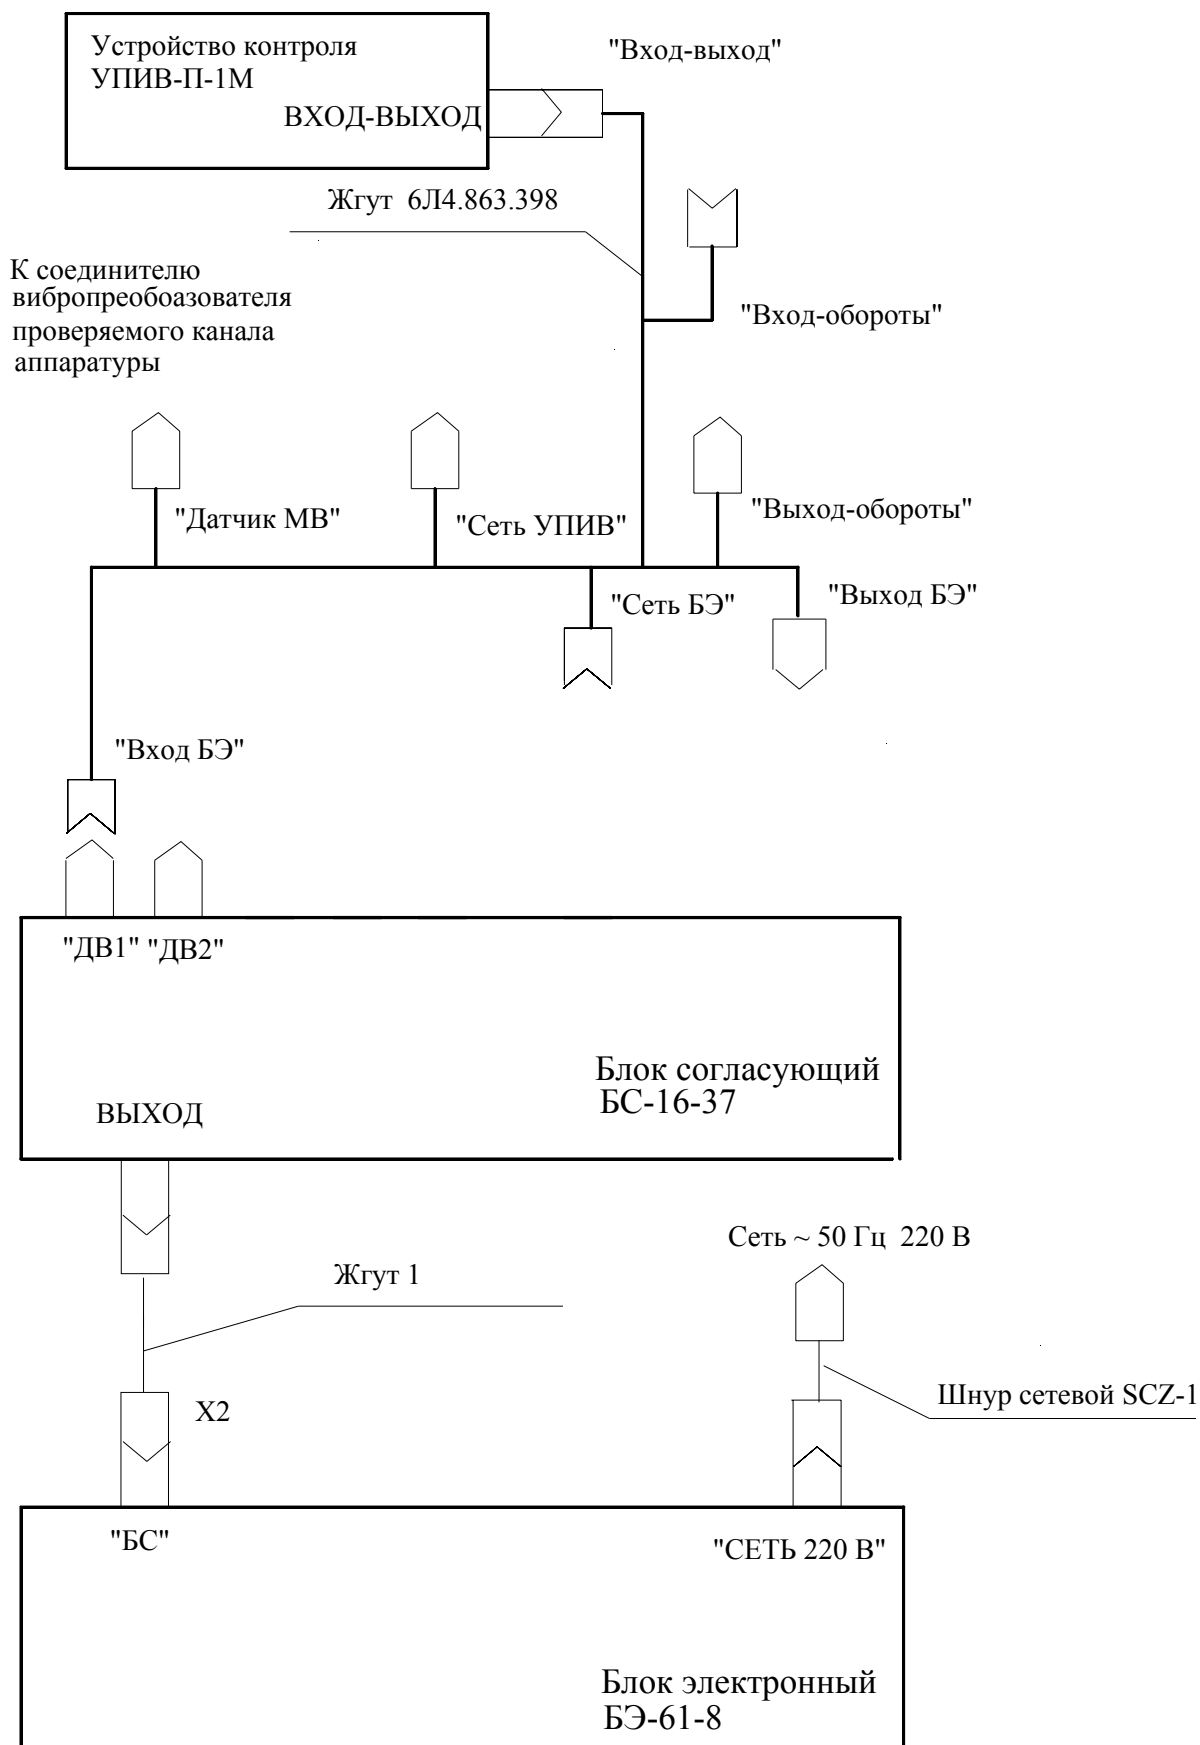 Устройство контроля
УПИВ-П-1М
ВХОД-ВЫХОД
"Вход-выход"
Жгут 6Л4.863.398
К соединителю
вибропреобоазователя
проверяемого канала
аппаратуры
"Вход-обороты"
"Датчик МВ"
"Сеть УПИВ"
"Выход-обороты"
"Сеть БЭ"
"Выход БЭ"
"Вход БЭ"
"ДВ1" "ДВ2"
Блок согласующий
БС-16-37
ВЫХОД
Сеть ~ 50 Гц 220 В
Жгут 1
Х2
Шнур сетевой SCZ-1
"БС"
"СЕТЬ 220 В"
Блок электронный
БЭ-61-8